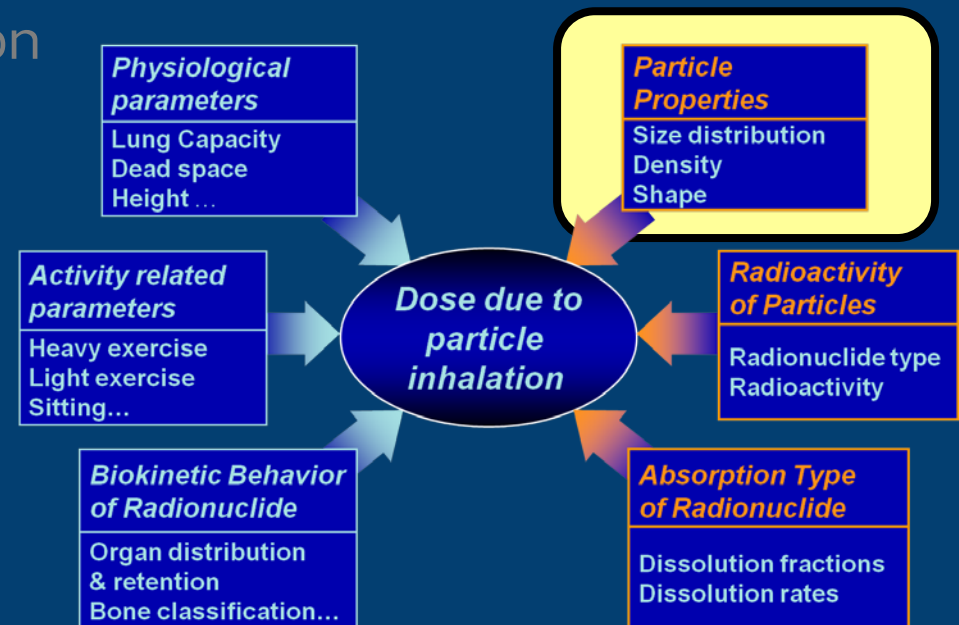 on
Physiological
parameters
Lung Capacity
Dead space
Height ...
Particle
Properties
Size distribution
Density
Shape
Activity related
parameters
Heavy exercise
Light exercise
Sitting...
Dose due to
particle
inhalation
Radioactivity
of Particles
Radionuclide type
Radioactivity
Biokinetic Behavior
of Radionuclide
Organ distribution
& retention
Bone classification...
Absorption Type
of Radionuclide
Dissolution fractions
Dissolution rates